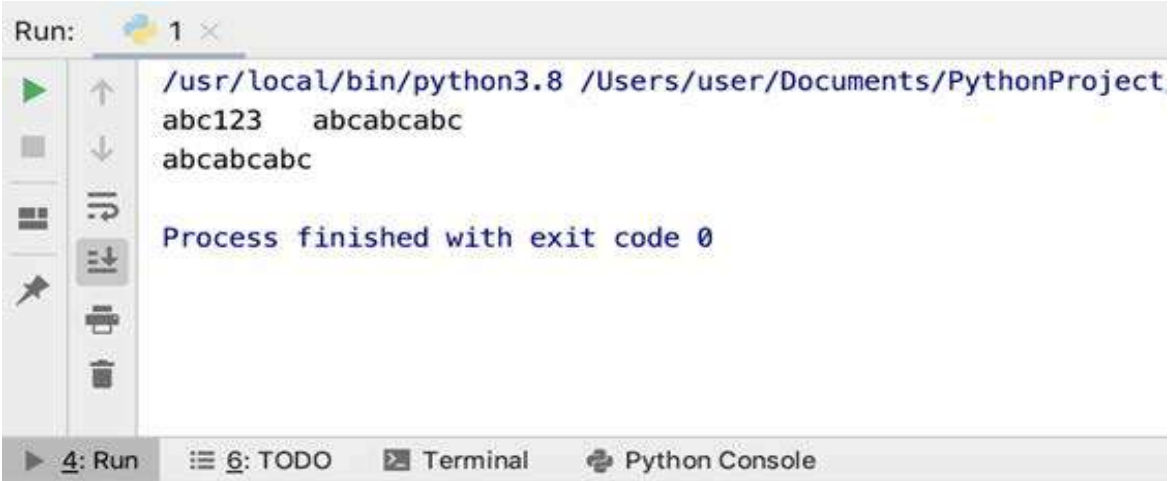 Run: 1
/usr/local/bin/python3.8 /Users/user/Documents/PythonProject
abc123   abcabcabc
abcabcabc
Process finished with exit code 0
4: Run 6: TODO Terminal Python Console